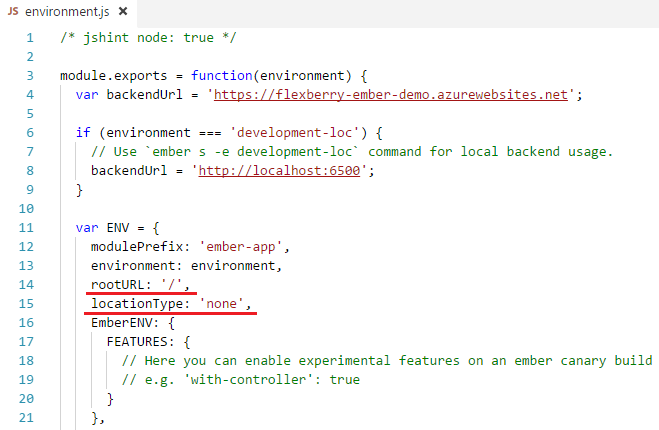 JS environment.js ×
1 /* jshint node: true */
2
3 module.exports = function(environment) {
4 var backendUrl = 'https://flexberry-ember-demo.azurewebsites.net';
5
6 if (environment === 'development-loc') {
7 // Use `ember s -e development-loc` command for local backend usage.
8 backendUrl = 'http://localhost:6500';
9 }
10
11 var ENV = {
12 modulePrefix: 'ember-app',
13 environment: environment,
14 rootURL: '/',
15 locationType: 'none',
16 EmberENV: {
17 FEATURES: {
18 // Here you can enable experimental features on an ember canary build
19 // e.g. 'with-controller': true
20 }
21 },